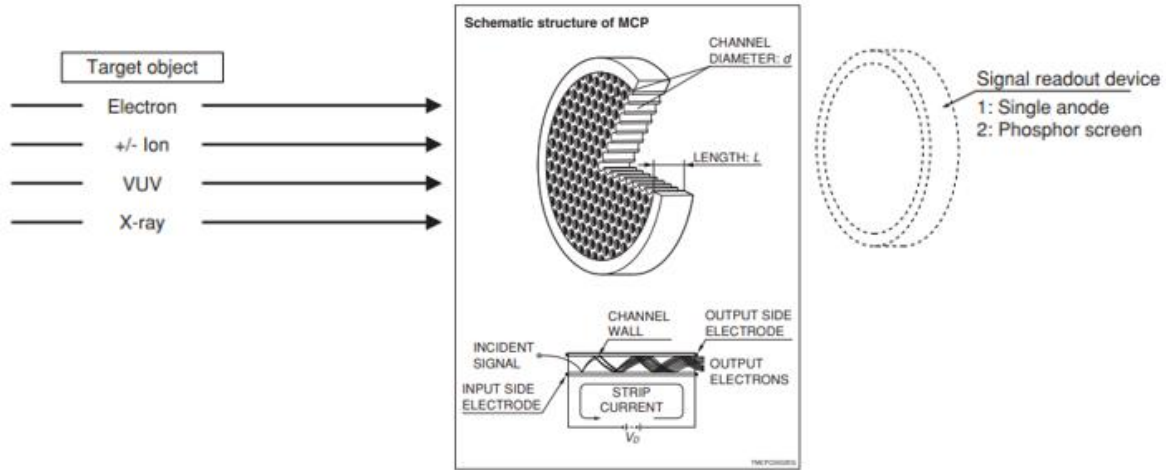 Target object
Electron
+/- Ion
VUV
X-ray
Schematic structure of MCP
CHANNEL
DIAMETER: d
LENGTH: L
CHANNEL
WALL
OUTPUT SIDE
ELECTRODE
INCIDENT
SIGNAL
OUTPUT
ELECTRONS
INPUT SIDE
ELECTRODE
STRIP
CURRENT
VD
Signal readout device
1: Single anode
2: Phosphor screen